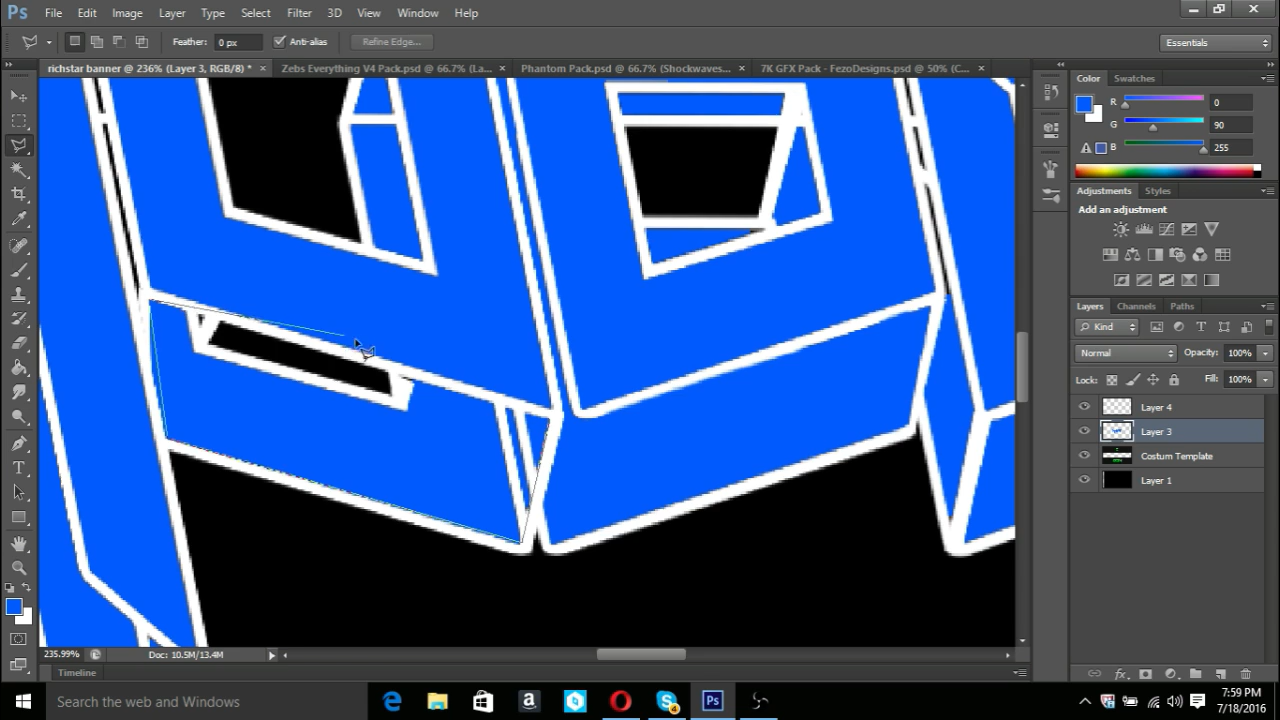 Ps File Edit Image Layer Type Select Filter 3D View Window Help
Feather: 0 px Anti-alias Refine Edge... Essentials
richstar banner @ 236% (Layer 3, RGB/8) * × Zebs Everything V4 Pack.psd @ 66.7% (La... × Phantom Pack.psd @ 66.7% (Shockwaves... × 7K GFX Pack - FezoDesigns.psd @ 50% (C... ×
Color Swatches
R 0
G 90
B 255
Adjustments Styles
Add an adjustment
Layers Channels Paths
Kind
Normal Opacity: 100%
Lock: Fill: 100%
Layer 4
Layer 3
Costum Template
Layer 1
T
235.99% Doc: 10.5M/13.4M
Timeline
fx
Search the web and Windows
a
e
S 4
Ps
7:59 PM
7/18/2016